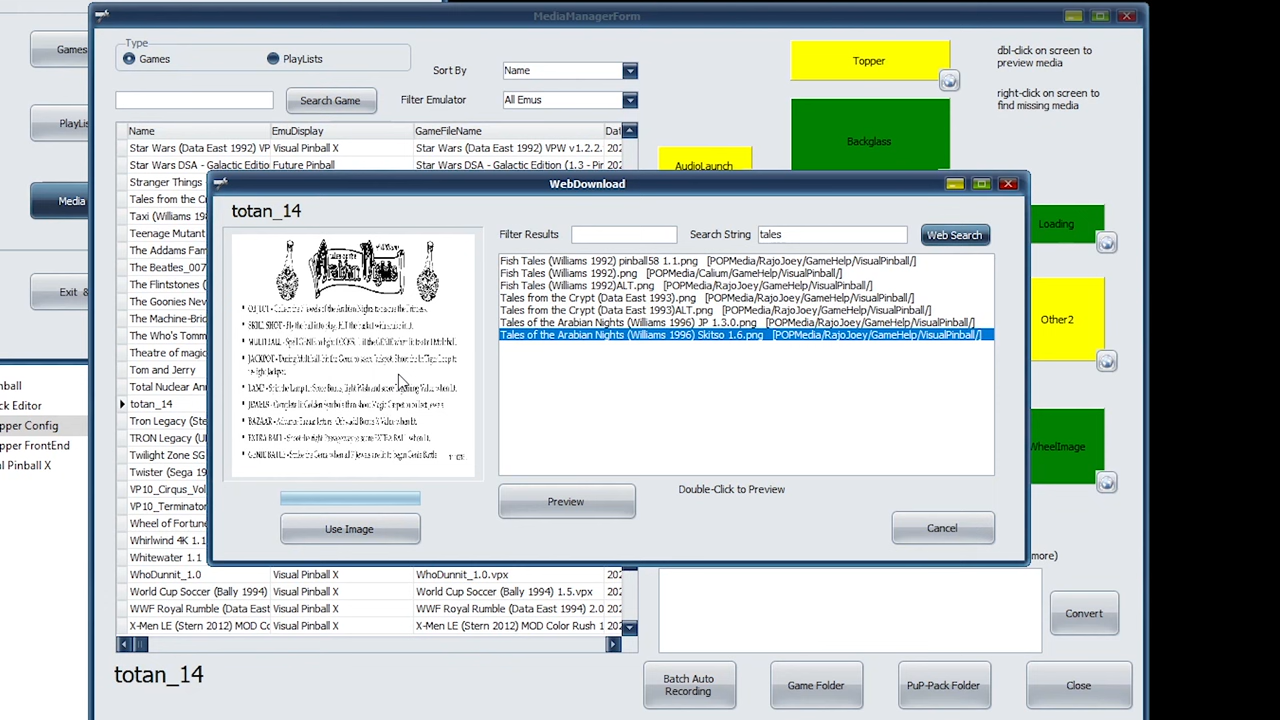 MediaManagerForm
Games
PlayLis
Media
Exit &
nball
ck Editor
pper Config
pper FrontEnd
l Pinball X
Type
Games
PlayLists
Sort By
Name
Search Game
Filter Emulator
All Emus
Topper
Backglass
AudioLaunch
Loading
Other2
WheelImage
dbl-click on screen to
preview media
right-click on screen to
find missing media
Name EmuDisplay GameFileName Dat
Star Wars (Data East 1992) VP Visual Pinball X Star Wars (Data East 1992) VPW v1.2.2.
Star Wars DSA - Galactic Edition Future Pinball Star Wars DSA - Galactic Edition (1.3 - Pir
Stranger Things
Tales from the Cr
Taxi (Williams 198
Teenage Mutant
The Addams Fam
The Beatles_007
The Flintstones (
The Goonies Nev
The Machine-Brid
The Who's Tomm
Theatre of magic
Tom and Jerry
Total Nuclear Ann
totan_14
Tron Legacy (Ste
TRON Legacy (U
Twilight Zone SG
Twister (Sega 19
VP10_Cirqus_Vol
VP10_Terminato
Wheel of Fortune
Whirlwind 4K 1.1
Whitewater 1.1
WhoDunnit_1.0 Visual Pinball X WhoDunnit_1.0.vpx 202
World Cup Soccer (Bally 1994) Visual Pinball X World Cup Soccer (Bally 1994) 1.5.vpx 202
WWF Royal Rumble (Data East Visual Pinball X WWF Royal Rumble (Data East 1994) 2.0 202
X-Men LE (Stern 2012) MOD Cc Visual Pinball X X-Men LE (Stern 2012) MOD Color Rush 1 202
totan_14
WebDownload
totan_14
Filter Results
Search String
tales
Web Search
Fish Tales (Williams 1992) pinball58 1.1.png [POPMedia/RajoJoey/GameHelp/VisualPinball/]
Fish Tales (Williams 1992).png [POPMedia/Calium/GameHelp/VisualPinball/]
Fish Tales (Williams 1992)ALT.png [POPMedia/RajoJoey/GameHelp/VisualPinball/]
Tales from the Crypt (Data East 1993).png [POPMedia/RajoJoey/GameHelp/VisualPinball/]
Tales from the Crypt (Data East 1993)ALT.png [POPMedia/RajoJoey/GameHelp/VisualPinball/]
Tales of the Arabian Nights (Williams 1996) JP 1.3.0.png [POPMedia/RajoJoey/GameHelp/VisualPinball/]
Tales of the Arabian Nights (Williams 1996) Skitso 1.6.png [POPMedia/RajoJoey/GameHelp/VisualPinball/]
Use Image
Preview
Double-Click to Preview
Cancel
more)
Convert
Batch Auto
Recording
Game Folder
PuP-Pack Folder
Close